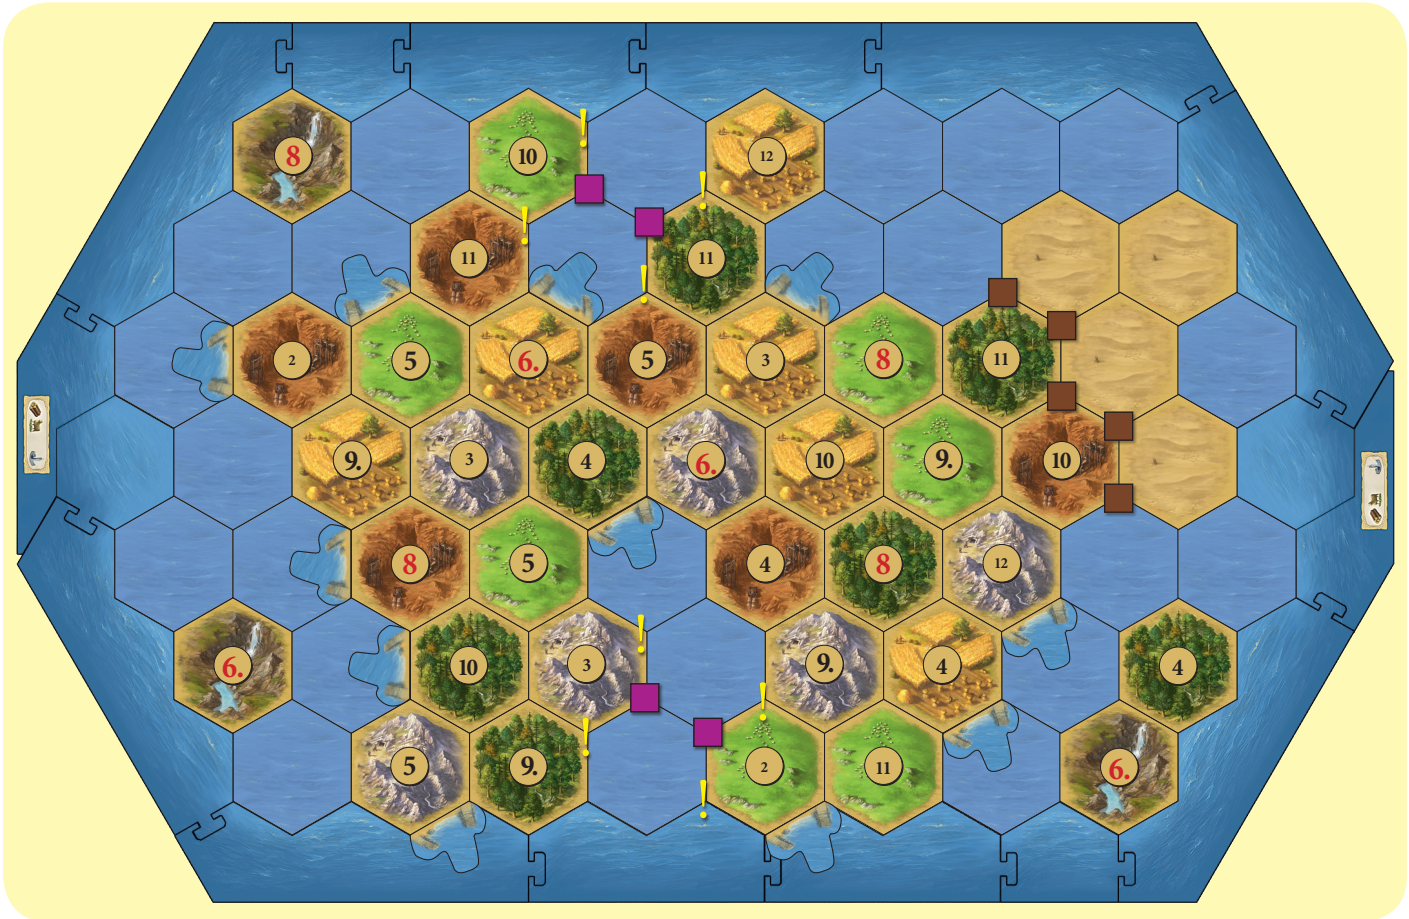 8 10 ! 12
11 ! 11 !
2 5 6. 5 ! 3 8 11
9. 3 4 6. 10 9. 10
8 5 4 8 12
6. 10 3 ! 9. 4 4
5 9. ! 2 ! 11 6.
!